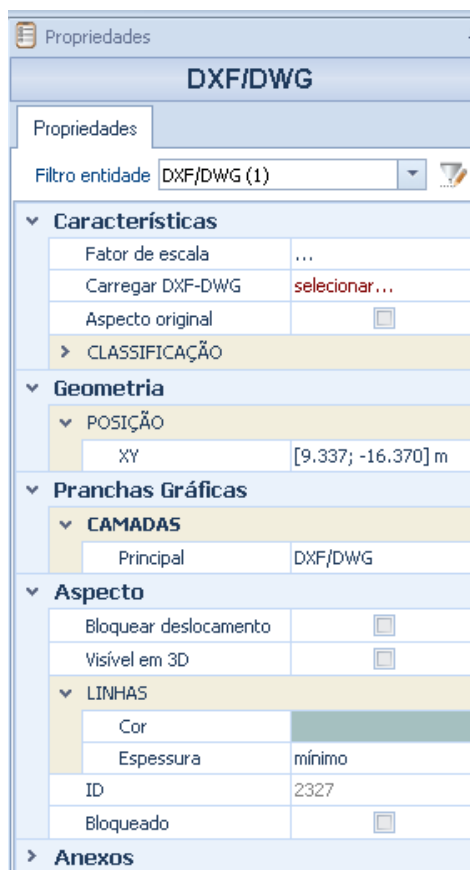 Propriedades
DXF/DWG
Propriedades
Filtro entidade DXF/DWG (1)
Características
Fator de escala ...
Carregar DXF-DWG selecionar...
Aspecto original
CLASSIFICAÇÃO
Geometria
POSIÇÃO
XY [9.337; -16.370] m
Pranchas Gráficas
CAMADAS
Principal DXF/DWG
Aspecto
Bloquear deslocamento
Visível em 3D
LINHAS
Cor
Espessura mínimo
ID 2327
Bloqueado
Anexos